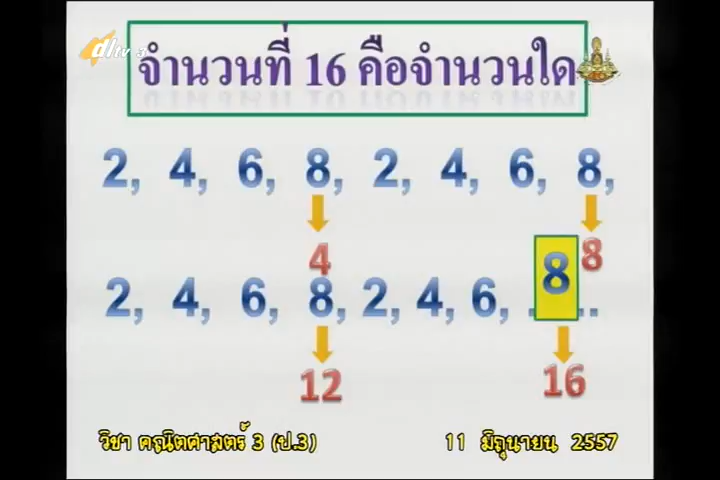 dltv 3
จำนวนที่ 16 คือจำนวนใด
2, 4, 6, 8, 2, 4, 6, 8,
4 8
2, 4, 6, 8, 2, 4, 6, 8..
12 16
วิชา คณิตศาสตร์ 3 (ป.3) 11 มิถุนายน 2557